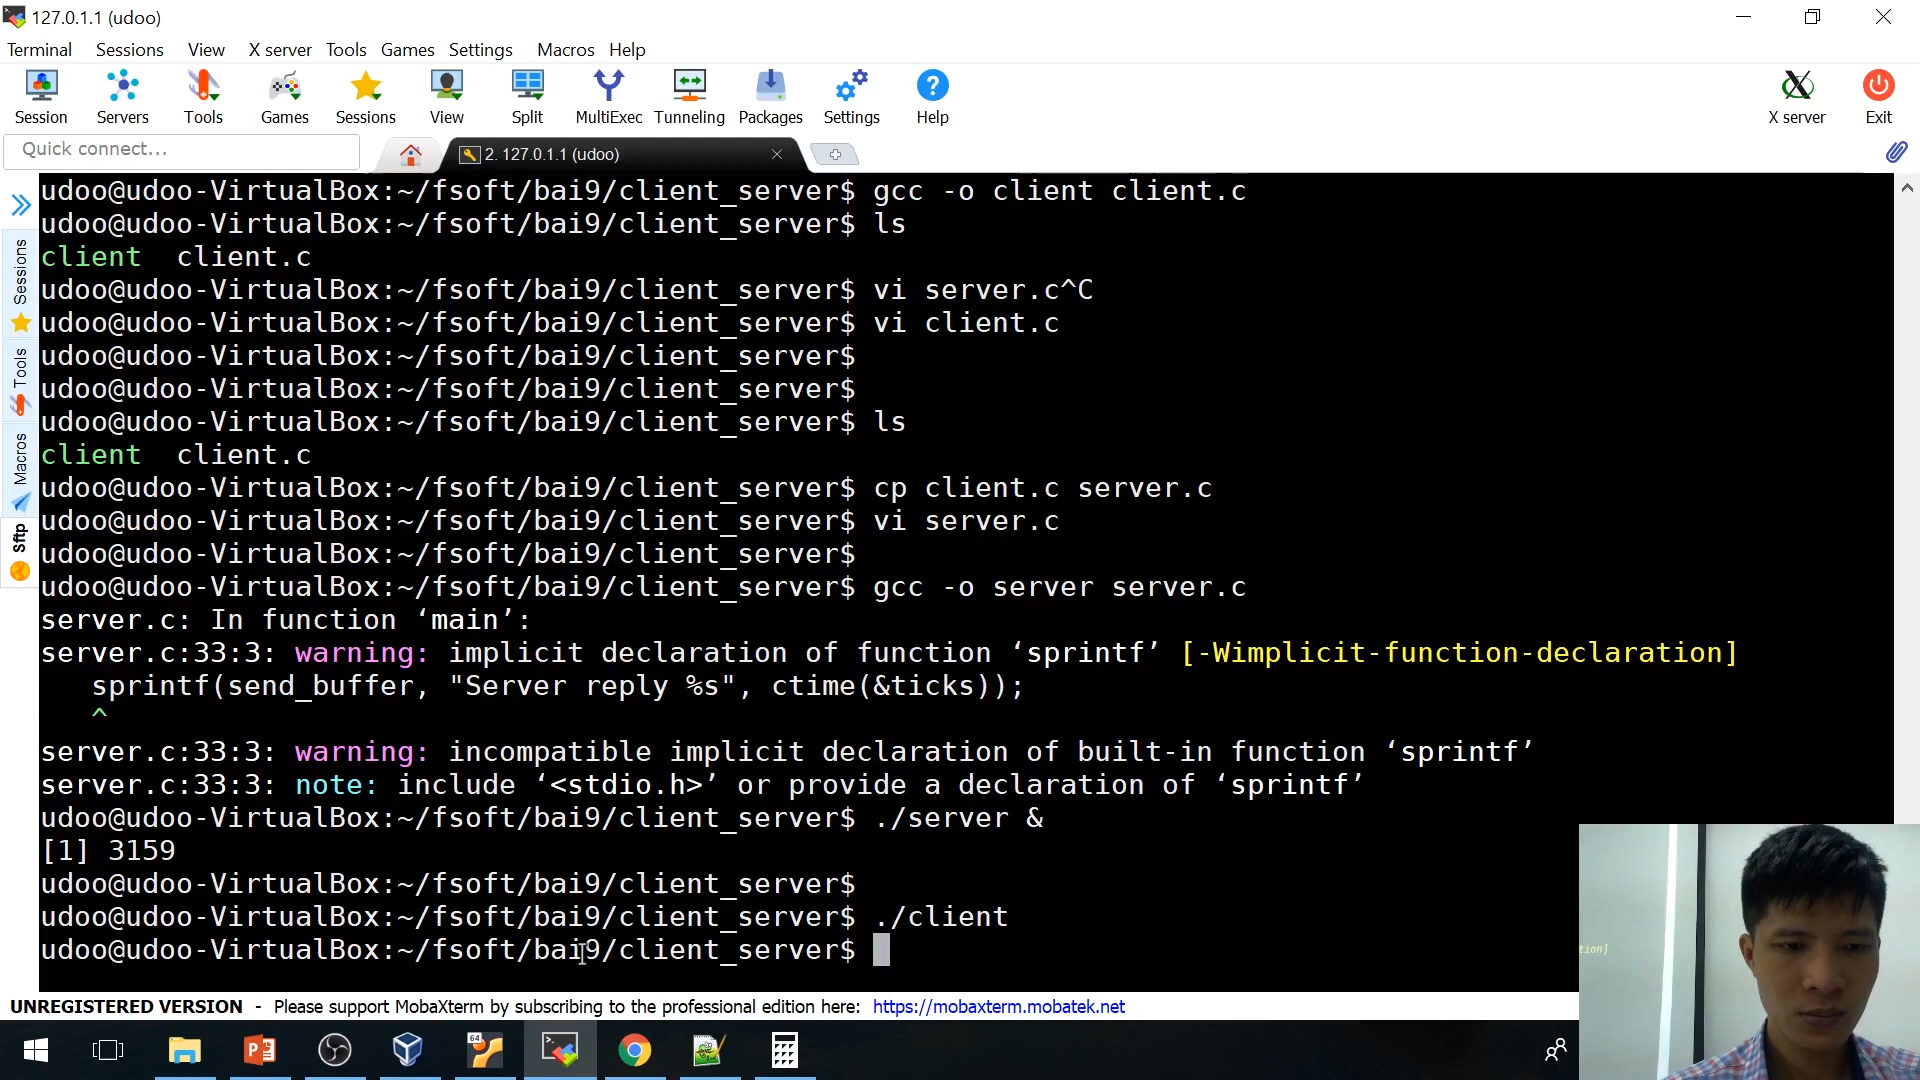 127.0.1.1 (udoo)
Terminal Sessions View X server Tools Games Settings Macros Help
Session Servers Tools Games Sessions View Split MultiExec Tunneling Packages Settings Help X server Exit
Quick connect...
2. 127.0.1.1 (udoo)
Sessions
Tools
Macros
Sftp
udoo@udoo-VirtualBox:~/fsoft/bai9/client_server$ gcc -o client client.c
udoo@udoo-VirtualBox:~/fsoft/bai9/client_server$ ls
client  client.c
udoo@udoo-VirtualBox:~/fsoft/bai9/client_server$ vi server.c^C
udoo@udoo-VirtualBox:~/fsoft/bai9/client_server$ vi client.c
udoo@udoo-VirtualBox:~/fsoft/bai9/client_server$
udoo@udoo-VirtualBox:~/fsoft/bai9/client_server$
udoo@udoo-VirtualBox:~/fsoft/bai9/client_server$ ls
client  client.c
udoo@udoo-VirtualBox:~/fsoft/bai9/client_server$ cp client.c server.c
udoo@udoo-VirtualBox:~/fsoft/bai9/client_server$ vi server.c
udoo@udoo-VirtualBox:~/fsoft/bai9/client_server$
udoo@udoo-VirtualBox:~/fsoft/bai9/client_server$ gcc -o server server.c
server.c: In function ‘main’:
server.c:33:3: warning: implicit declaration of function ‘sprintf’ [-Wimplicit-function-declaration]
   sprintf(send_buffer, "Server reply %s", ctime(&ticks));
   ^
server.c:33:3: warning: incompatible implicit declaration of built-in function ‘sprintf’
server.c:33:3: note: include ‘<stdio.h>’ or provide a declaration of ‘sprintf’
udoo@udoo-VirtualBox:~/fsoft/bai9/client_server$ ./server &
[1] 3159
udoo@udoo-VirtualBox:~/fsoft/bai9/client_server$
udoo@udoo-VirtualBox:~/fsoft/bai9/client_server$ ./client
udoo@udoo-VirtualBox:~/fsoft/bai9/client_server$
tion]
UNREGISTERED VERSION - Please support MobaXterm by subscribing to the professional edition here: https://mobaxterm.mobatek.net
64